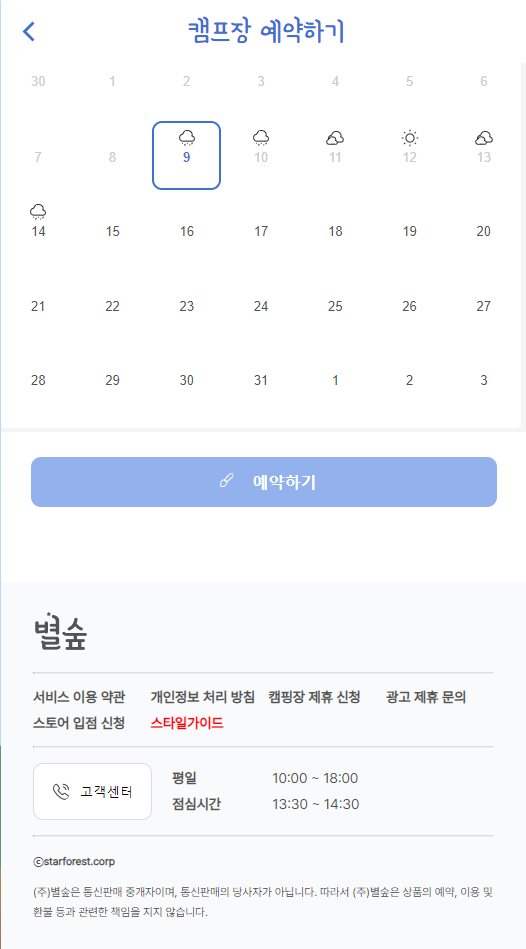 캠프장 예약하기
30 1 2 3 4 5 6
7 8 9 10 11 12 13
14 15 16 17 18 19 20
21 22 23 24 25 26 27
28 29 30 31 1 2 3
예약하기
별숲
서비스 이용 약관 개인정보 처리 방침 캠핑장 제휴 신청 광고 제휴 문의
스토어 입점 신청 스타일가이드
고객센터
평일 10:00 ~ 18:00
점심시간 13:30 ~ 14:30
ⓒstarforest.corp
(주)별숲은 통신판매 중개자이며, 통신판매의 당사자가 아닙니다. 따라서 (주)별숲은 상품의 예약, 이용 및
환불 등과 관련한 책임을 지지 않습니다.